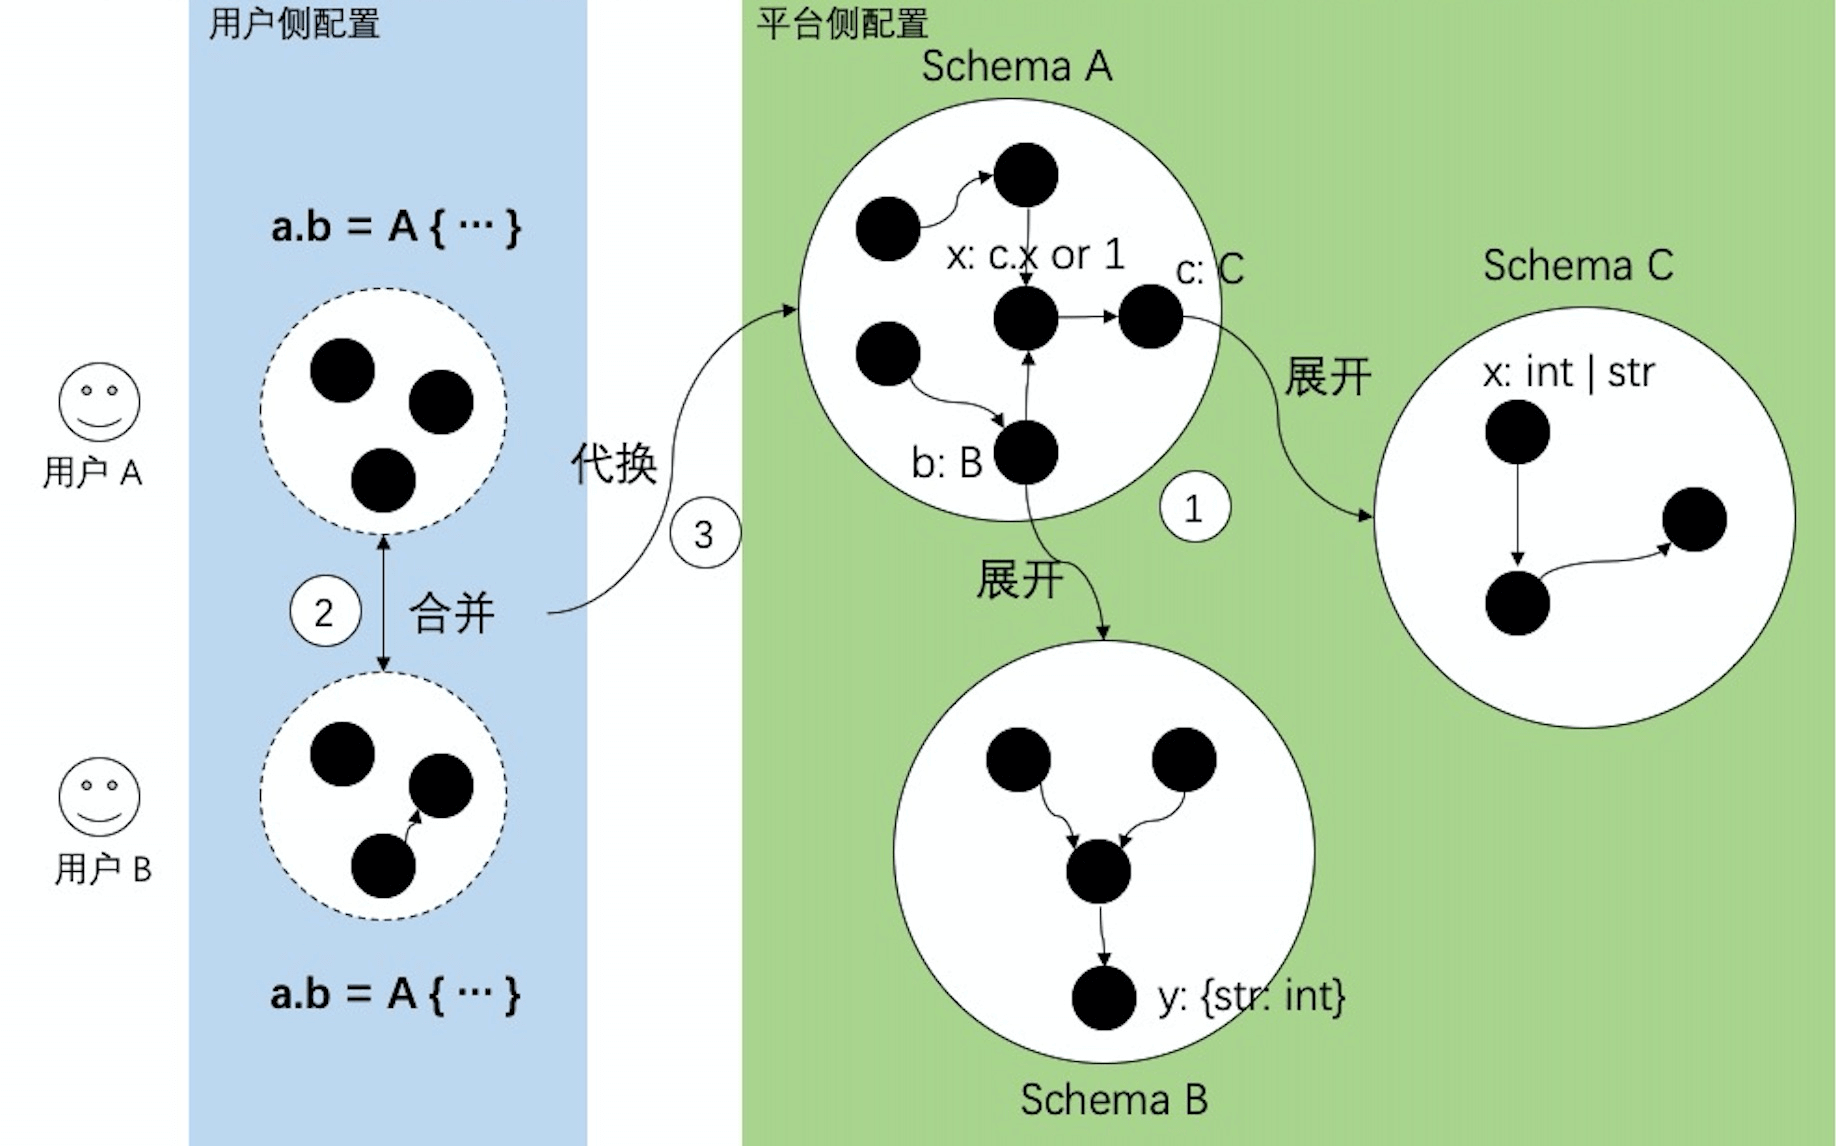 用户侧配置
平台侧配置
Schema A
a.b = A { ··· }
x: c.x or 1
c: C
Schema C
展开
x: int | str
用户 A
代换
b: B
1
3
展开
2
合并
用户 B
a.b = A { ··· }
y: {str: int}
Schema B